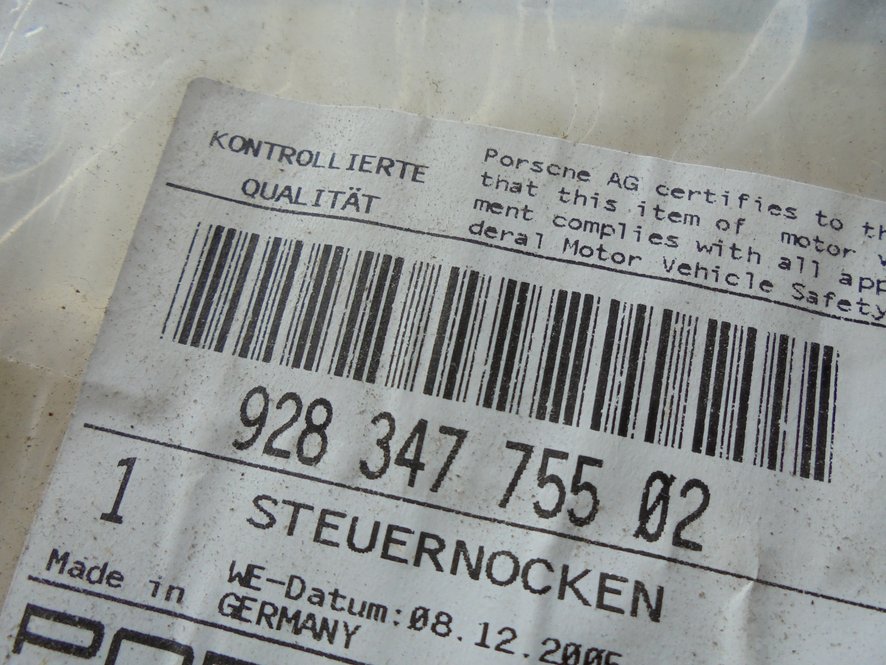 KONTROLLIERTE
QUALITÄT
Porsche AG certifies to th
that this item of motor v
ment complies with all app
deral Motor Vehicle Safety
928 347 755 02
1 STEUERNOCKEN
WE-Datum:08.12.2005
Made in GERMANY